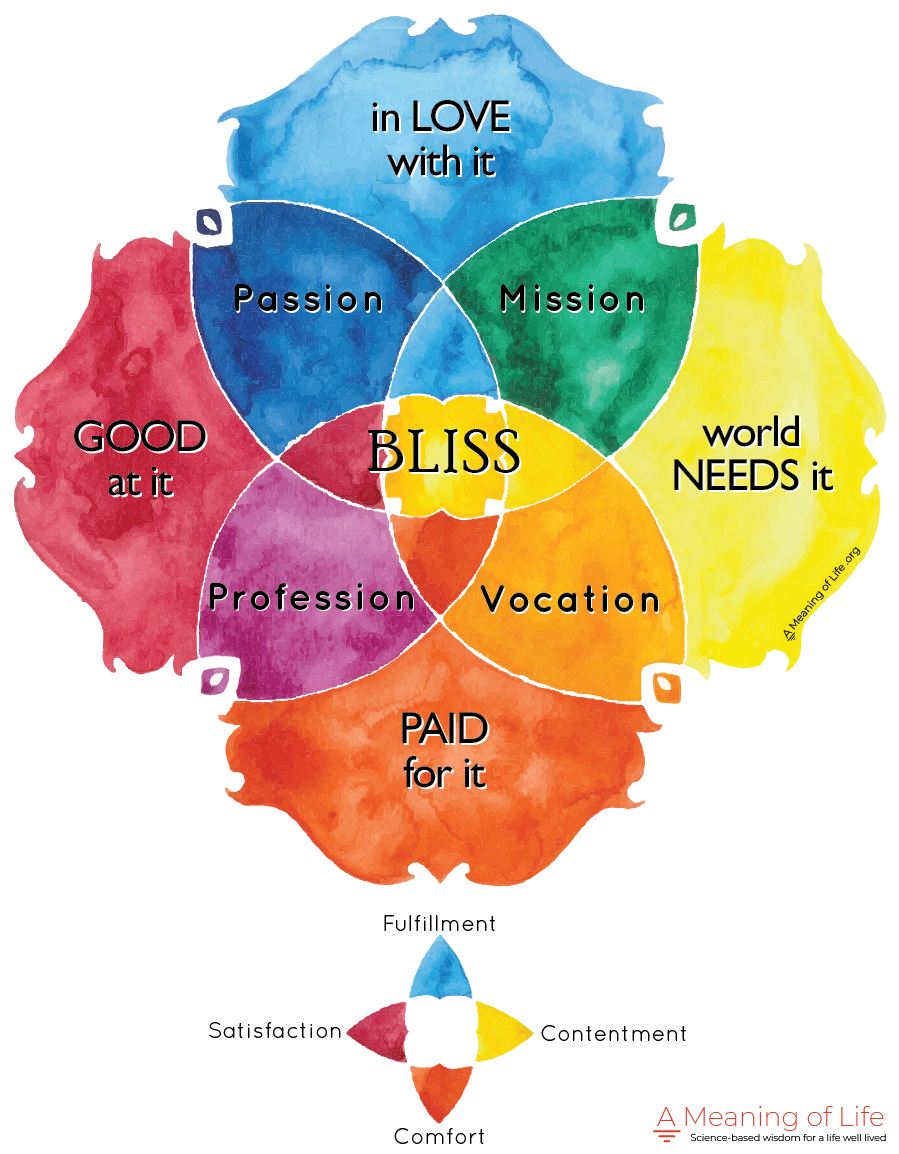 in LOVE
with it
Passion
Mission
GOOD
at it
BLISS
world
NEEDS it
Profession
Vocation
A Meaning of Life.org
PAID
for it
Fulfillment
Satisfaction
Contentment
Comfort
A Meaning of Life
Science-based wisdom for a life well lived